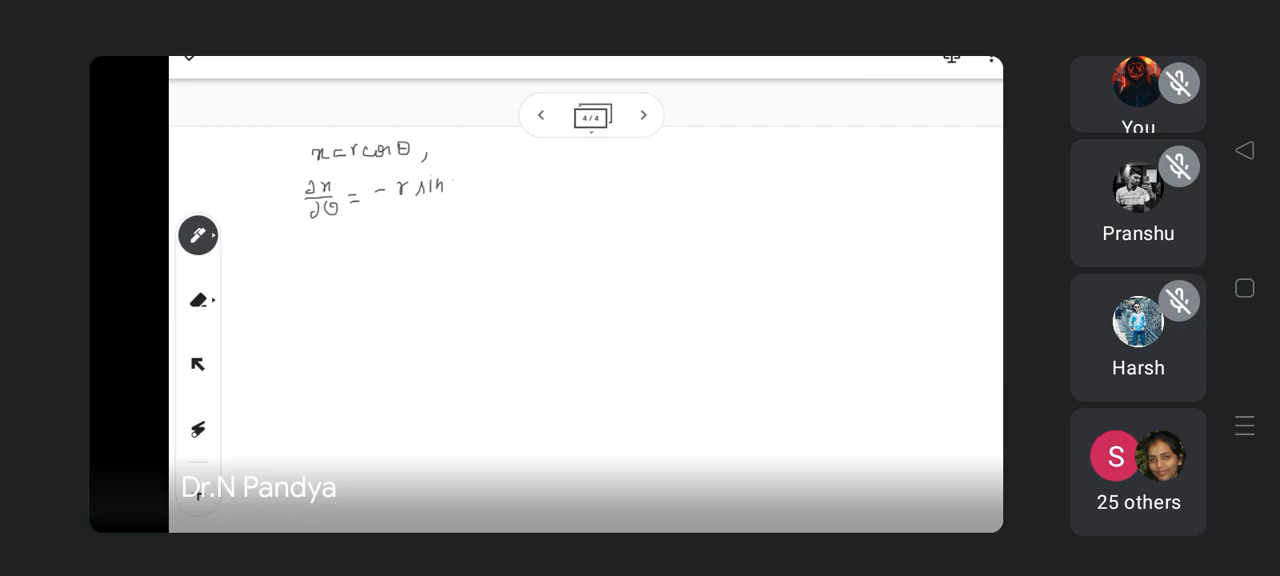 4/4
x = r cos θ ,
∂x/∂θ = - r sin
Dr.N Pandya
You
Pranshu
Harsh
S
25 others